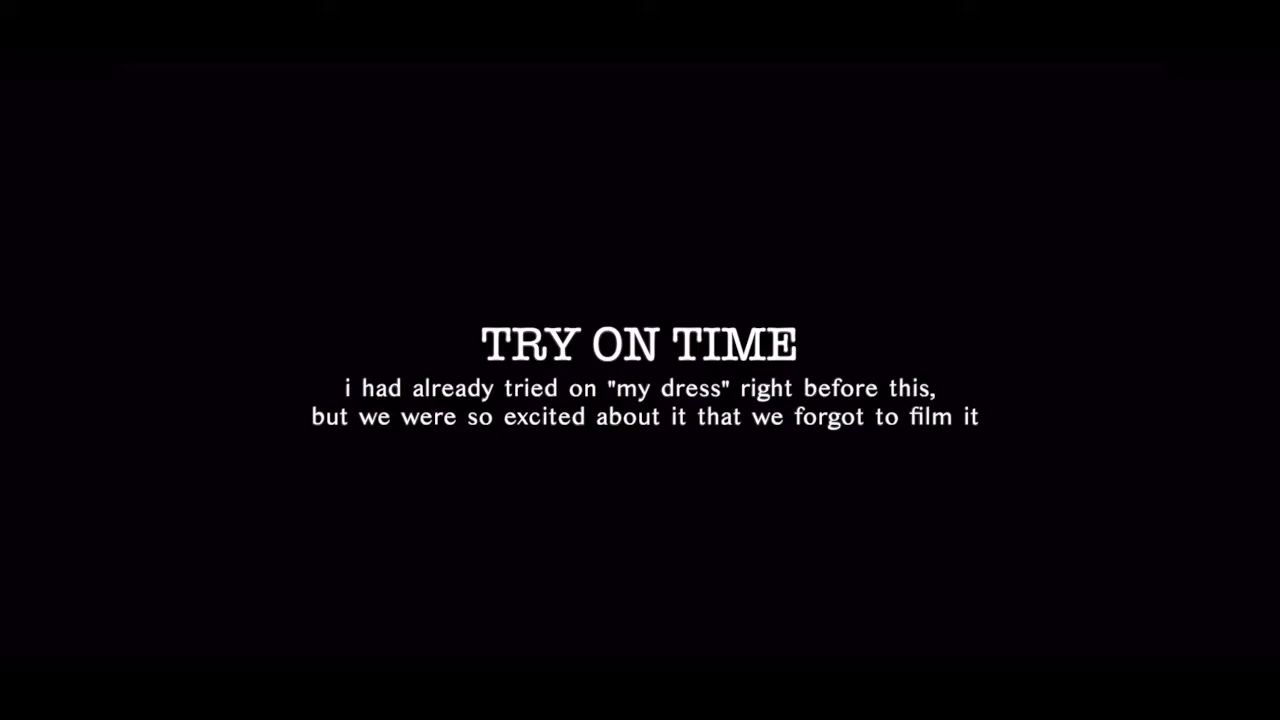 TRY ON TIME
i had already tried on "my dress" right before this,
but we were so excited about it that we forgot to film it